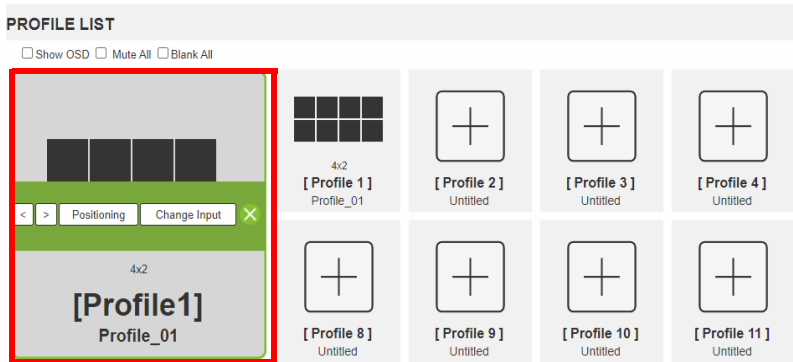 PROFILE LIST
Show OSD Mute All Blank All
< > Positioning Change Input
4x2
[Profile1]
Profile_01
4x2
[ Profile 1 ]
Profile_01
[ Profile 2 ]
Untitled
[ Profile 3 ]
Untitled
[ Profile 4 ]
Untitled
[ Profile 8 ]
Untitled
[ Profile 9 ]
Untitled
[ Profile 10 ]
Untitled
[ Profile 11 ]
Untitled